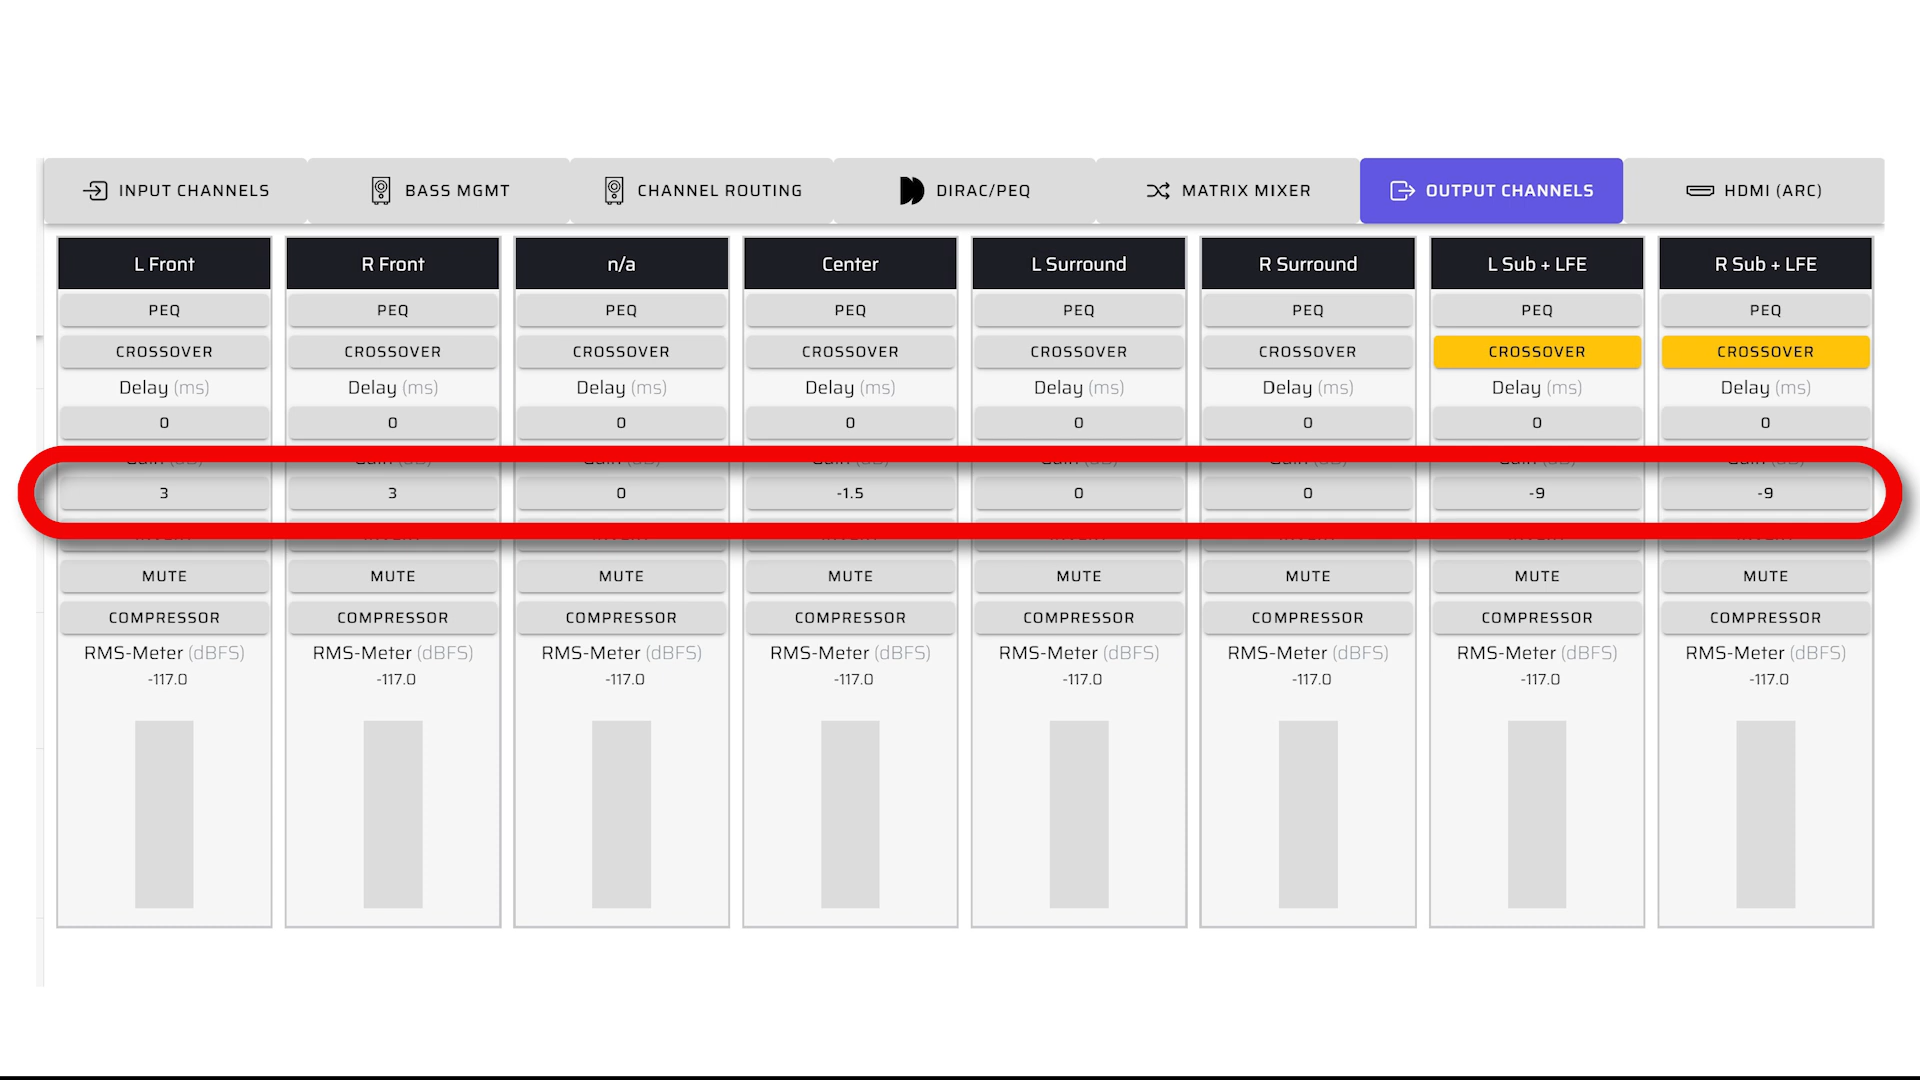 INPUT CHANNELS BASS MGMT CHANNEL ROUTING DIRAC/PEQ MATRIX MIXER OUTPUT CHANNELS HDMI (ARC)
L Front R Front n/a Center L Surround R Surround L Sub + LFE R Sub + LFE
PEQ PEQ PEQ PEQ PEQ PEQ PEQ PEQ
CROSSOVER CROSSOVER CROSSOVER CROSSOVER CROSSOVER CROSSOVER CROSSOVER CROSSOVER
Delay (ms) Delay (ms) Delay (ms) Delay (ms) Delay (ms) Delay (ms) Delay (ms) Delay (ms)
0 0 0 0 0 0 0 0
3 3 0 -1.5 0 0 -9 -9
MUTE MUTE MUTE MUTE MUTE MUTE MUTE MUTE
COMPRESSOR COMPRESSOR COMPRESSOR COMPRESSOR COMPRESSOR COMPRESSOR COMPRESSOR COMPRESSOR
RMS-Meter (dBFS) RMS-Meter (dBFS) RMS-Meter (dBFS) RMS-Meter (dBFS) RMS-Meter (dBFS) RMS-Meter (dBFS) RMS-Meter (dBFS) RMS-Meter (dBFS)
-117.0 -117.0 -117.0 -117.0 -117.0 -117.0 -117.0 -117.0